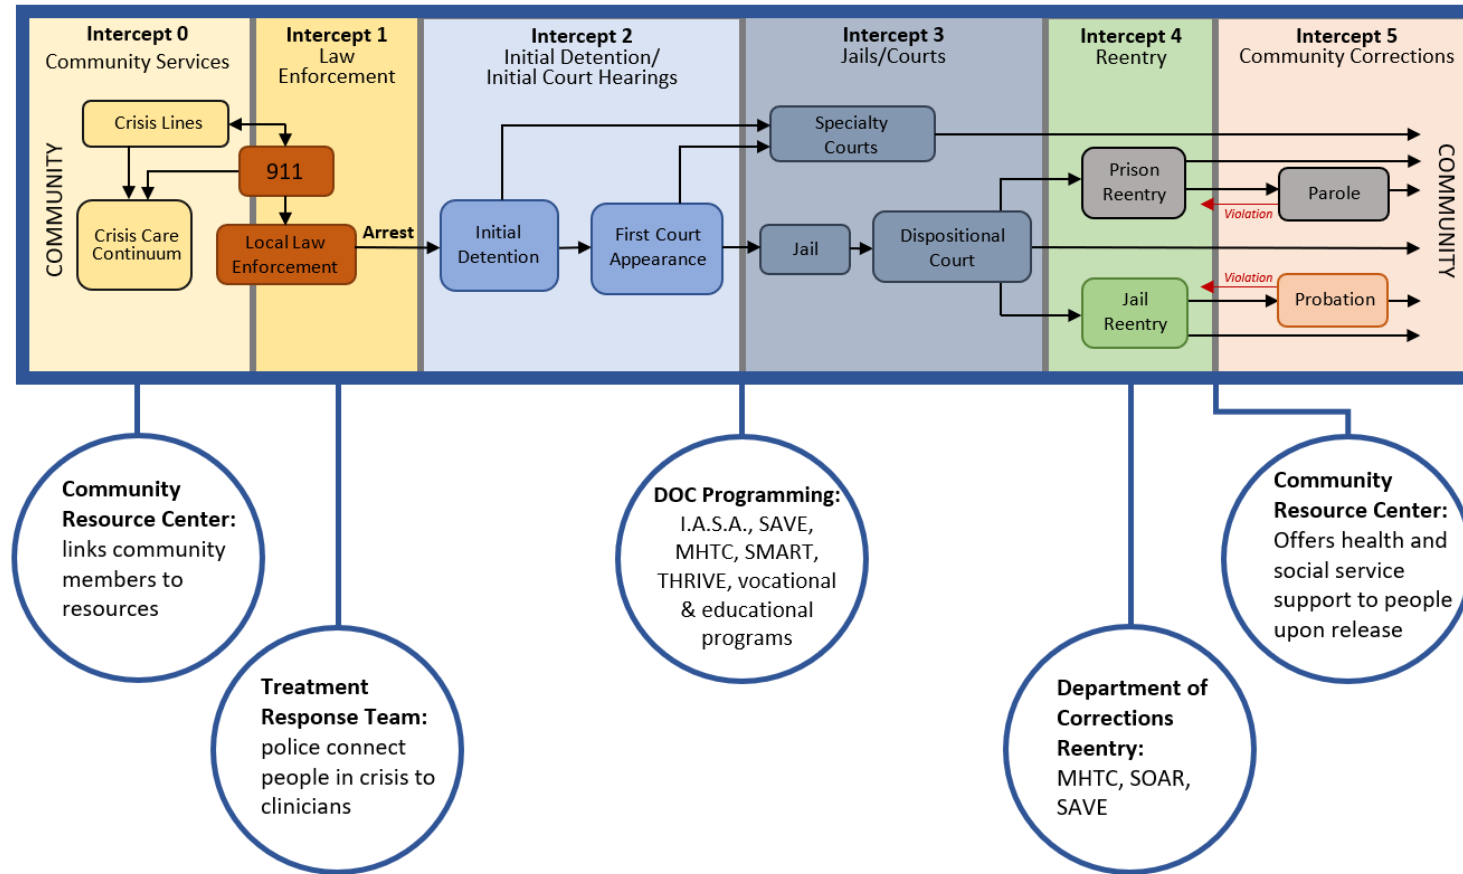 Intercept 0
Community Services
Intercept 1
Law
Enforcement
Intercept 2
Initial Detention/
Initial Court Hearings
Intercept 3
Jails/Courts
Intercept 4
Reentry
Intercept 5
Community Corrections
COMMUNITY
Crisis Lines
911
Crisis Care
Continuum
Local Law
Enforcement
Arrest
Initial
Detention
First Court
Appearance
Specialty
Courts
Jail
Dispositional
Court
Prison
Reentry
Parole
Violation
Jail
Reentry
Violation
Probation
COMMUNITY
Community
Resource Center:
links community
members to
resources
Treatment
Response Team:
police connect
people in crisis to
clinicians
DOC Programming:
I.A.S.A., SAVE,
MHTC, SMART,
THRIVE, vocational
& educational
programs
Department of
Corrections
Reentry:
MHTC, SOAR,
SAVE
Community
Resource Center:
Offers health and
social service
support to people
upon release